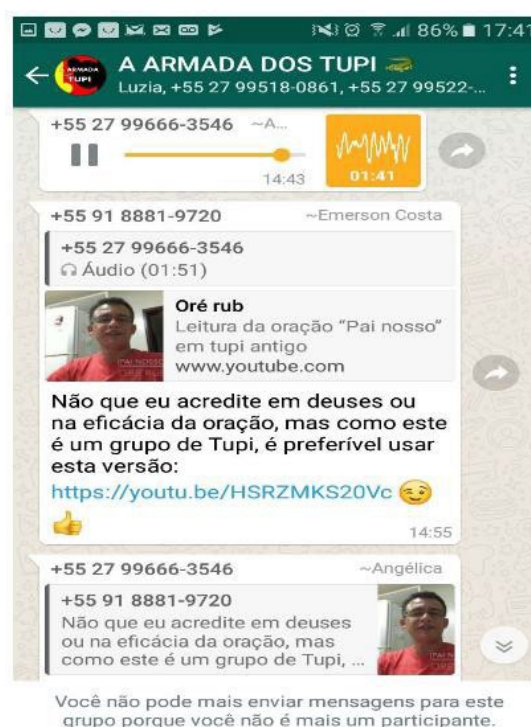 86% 17:41
A ARMADA DOS TUPI
Luzia, +55 27 99518-0861, +55 27 99522-...
ARMADA
TUPI
+55 27 99666-3546 ~A...
14:43
01:41
+55 91 8881-9720 ~Emerson Costa
+55 27 99666-3546
Áudio (01:51)
Oré rub
Leitura da oração “Pai nosso”
em tupi antigo
www.youtube.com
Não que eu acredite em deuses ou
na eficácia da oração, mas como este
é um grupo de Tupi, é preferível usar
esta versão:
https://youtu.be/HSRZMKS20Vc 😉
👍
14:55
+55 27 99666-3546 ~Angélica
+55 91 8881-9720
Não que eu acredite em deuses
ou na eficácia da oração, mas
como este é um grupo de Tupi, ...
Você não pode mais enviar mensagens para este
grupo porque você não é mais um participante.